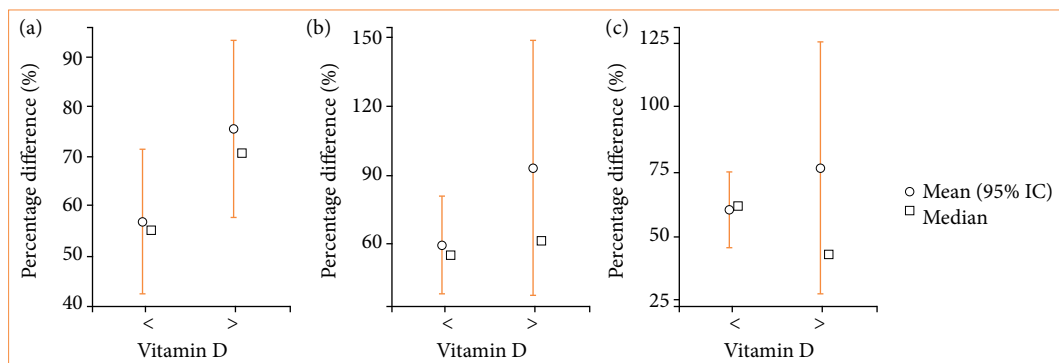 (a)
Percentage difference (%)
90
80
70
60
50
40
<
>
Vitamin D
(b)
Percentage difference (%)
150
120
90
60
<
>
Vitamin D
(c)
Percentage difference (%)
125
100
75
50
25
<
>
Vitamin D
Mean (95% IC)
Median